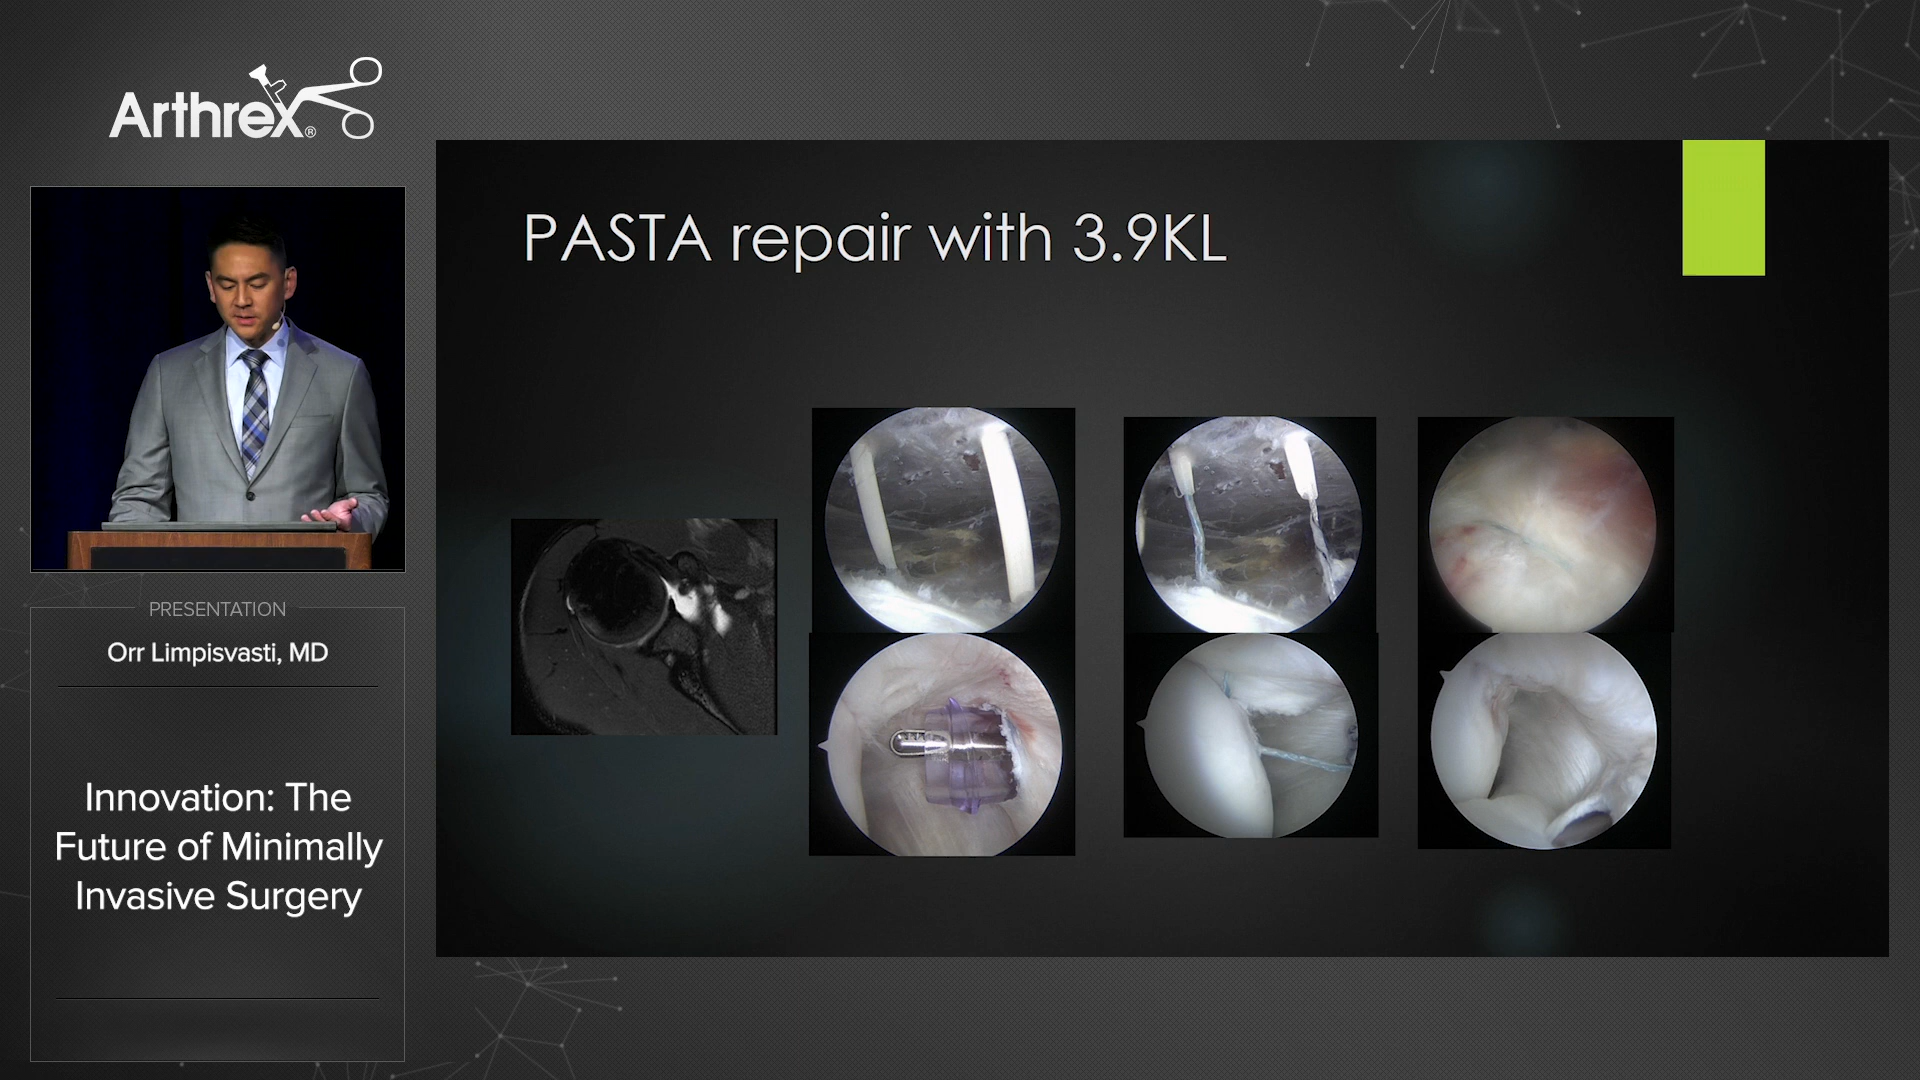 Arthrex®
PASTA repair with 3.9KL
PRESENTATION
Orr Limpisvasti, MD
Innovation: The
Future of Minimally
Invasive Surgery